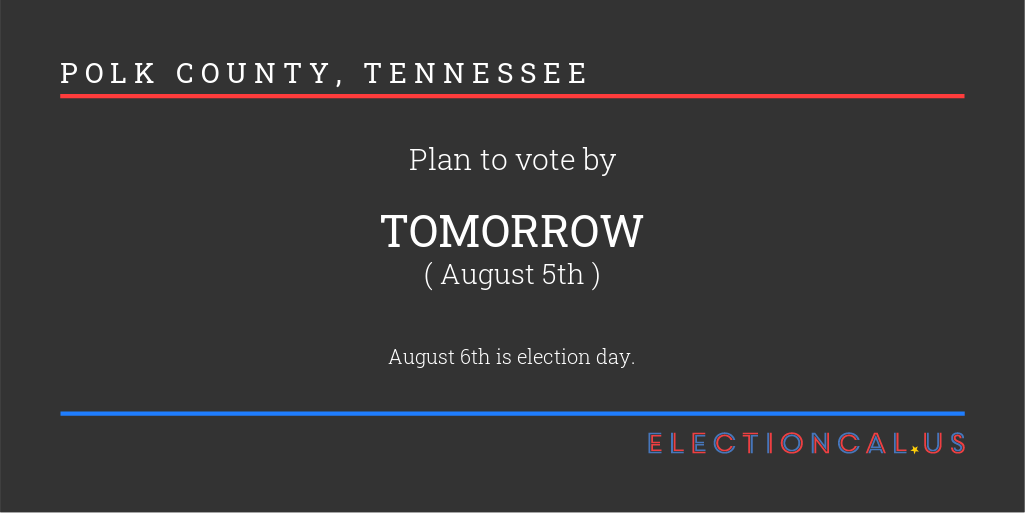 POLK COUNTY, TENNESSEE
Plan to vote by
TOMORROW
( August 5th )
August 6th is election day.
ELECTIONCAL.US